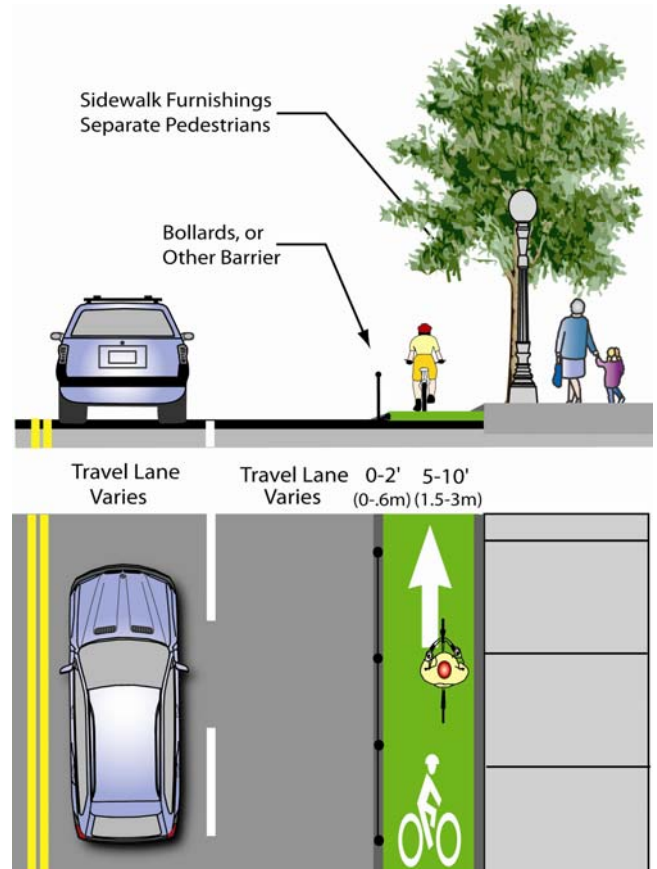 Sidewalk Furnishings
Separate Pedestrians
Bollards, or
Other Barrier
Travel Lane
Varies
Travel Lane
Varies
0-2'
(0-.6m)
5-10'
(1.5-3m)